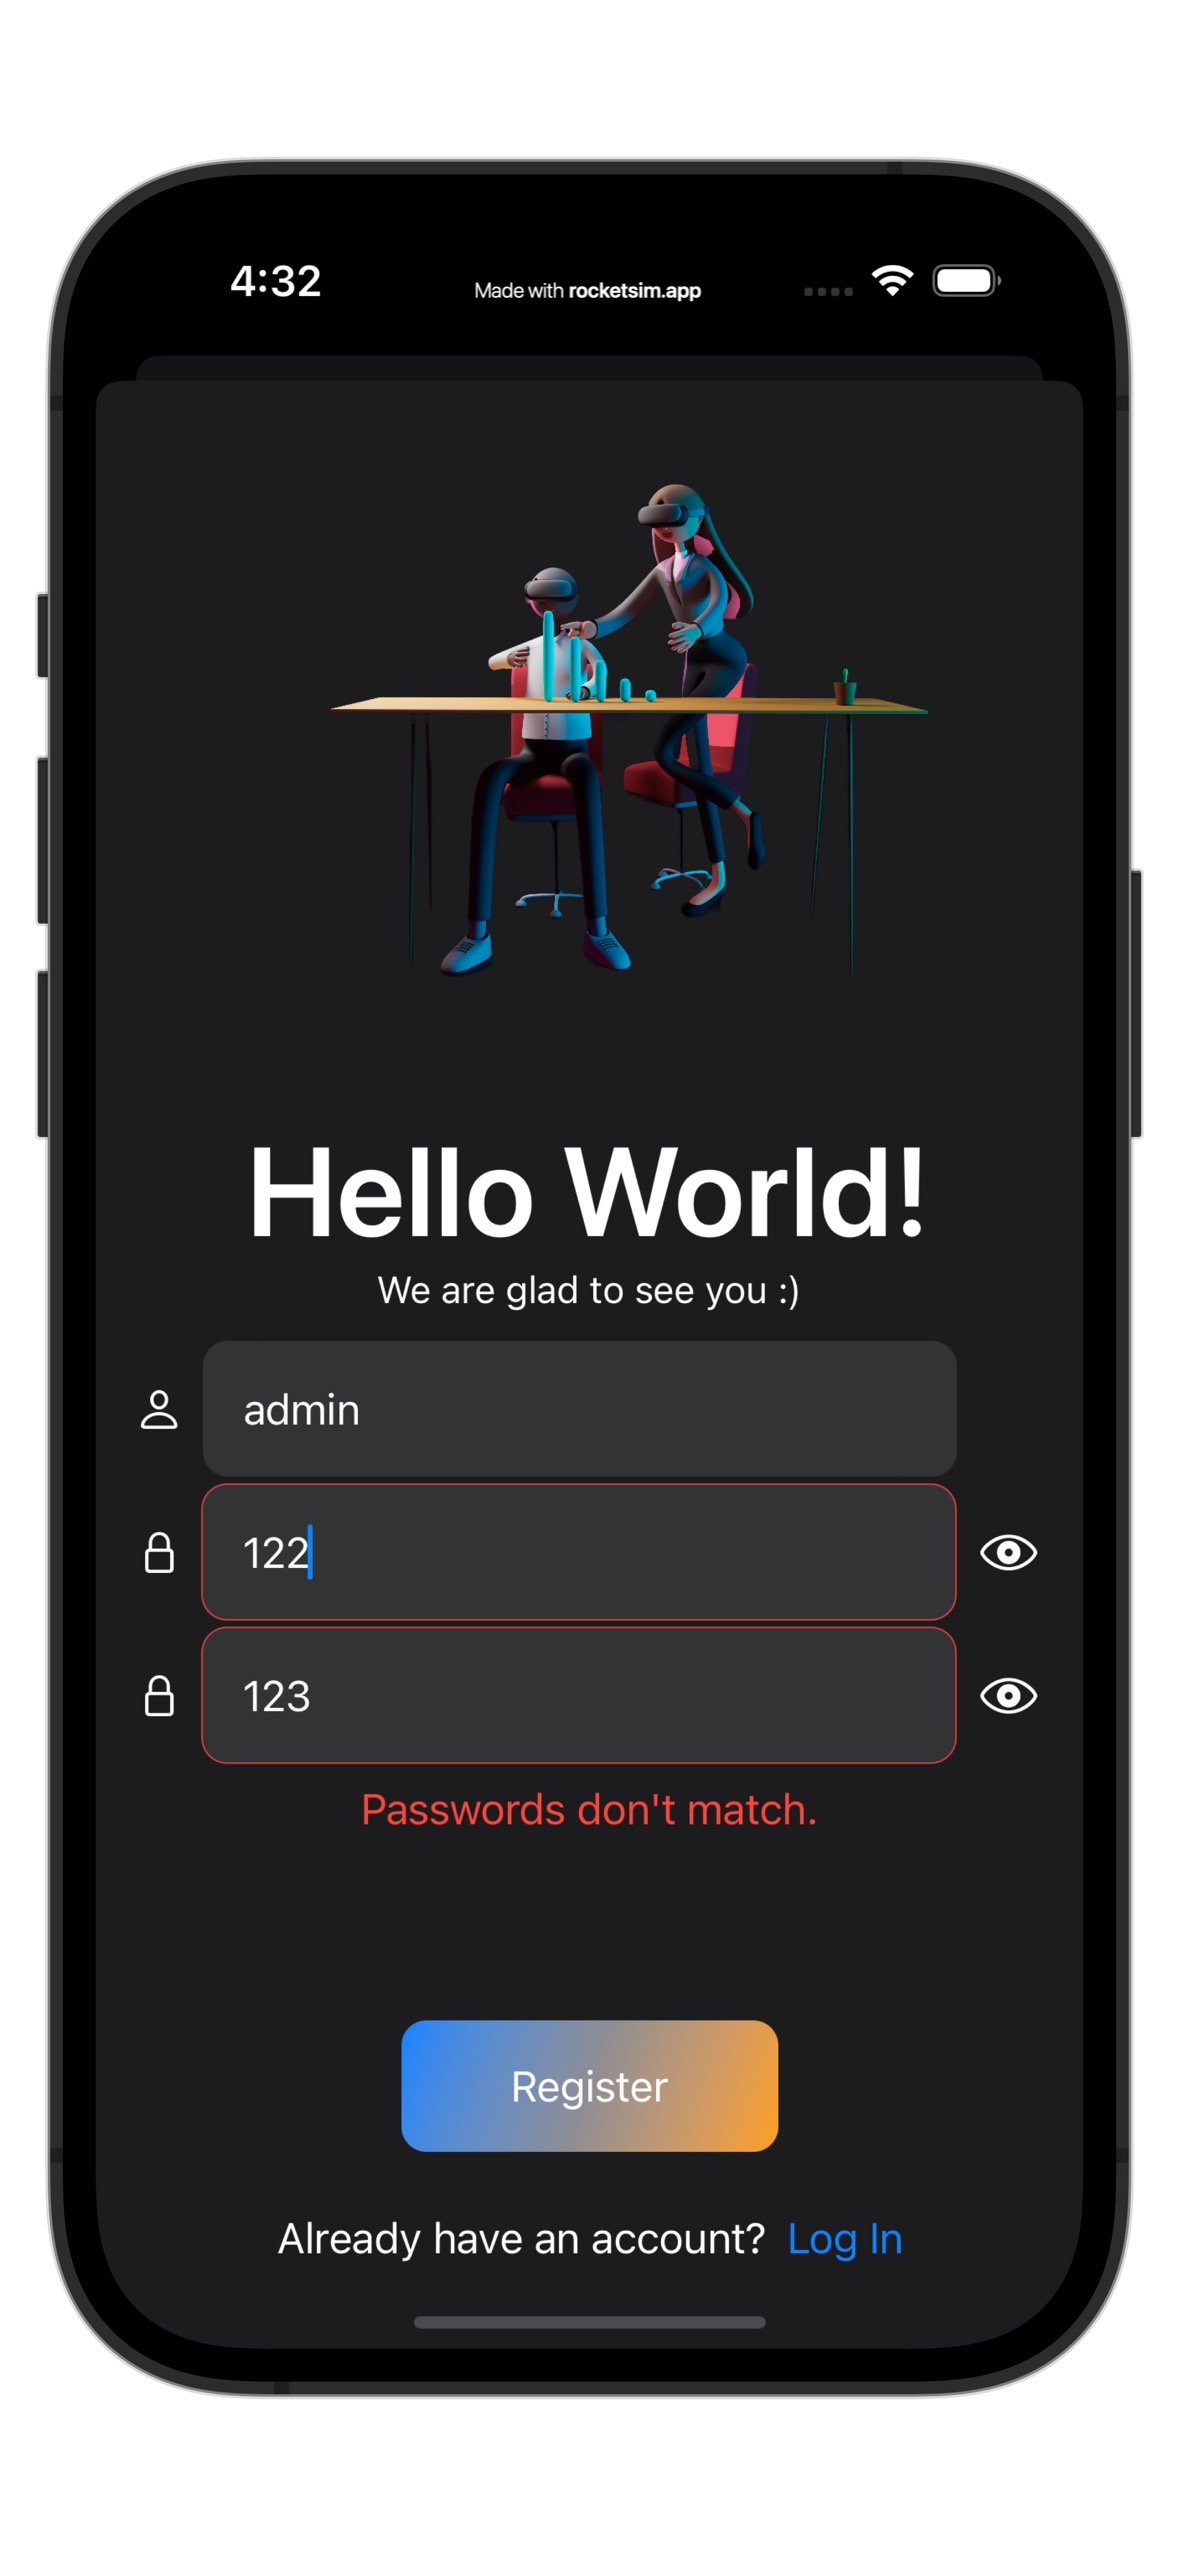 4:32
Made with rocketsim.app
Hello World!
We are glad to see you :)
admin
122
123
Passwords don't match.
Register
Already have an account? Log In